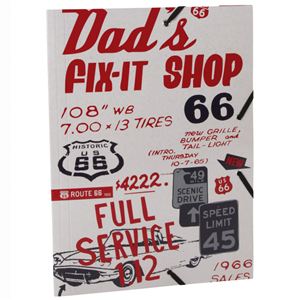 66
Dad's
FIX-IT SHOP
108" WB
7.00 x 13 TIRES
66
new GRILLE,
BUMPER and
TAIL-LIGHT
(INTRO.
THURSDAY
10-7-65)
HISTORIC
US
66
NEW
ROUTE 66
$4222.
49
SCENIC
DRIVE
US
66
SPEED
LIMIT
45
FULL
SERVICE
142
1966
SALES